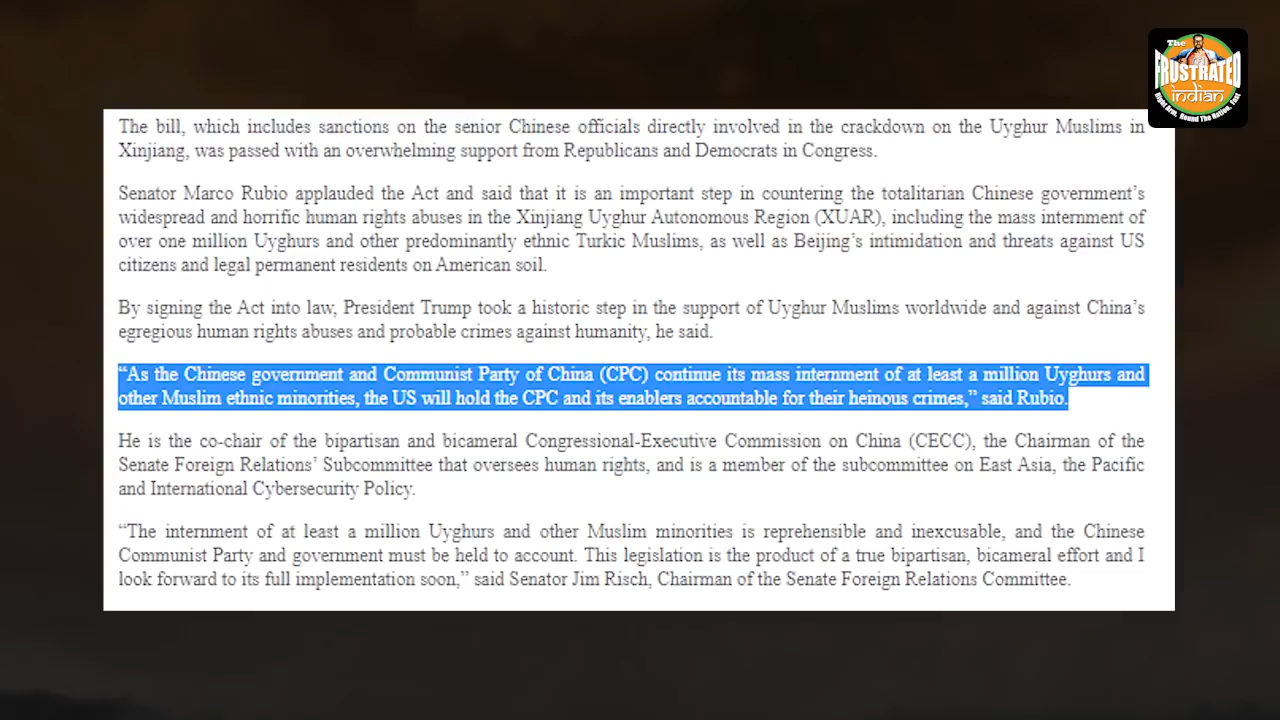 The
FRUSTRATED
indian
Right Arm. Round The Nation. Fast
The bill, which includes sanctions on the senior Chinese officials directly involved in the crackdown on the Uyghur Muslims in
Xinjiang, was passed with an overwhelming support from Republicans and Democrats in Congress.
Senator Marco Rubio applauded the Act and said that it is an important step in countering the totalitarian Chinese government’s
widespread and horrific human rights abuses in the Xinjiang Uyghur Autonomous Region (XUAR), including the mass internment of
over one million Uyghurs and other predominantly ethnic Turkic Muslims, as well as Beijing’s intimidation and threats against US
citizens and legal permanent residents on American soil.
By signing the Act into law, President Trump took a historic step in the support of Uyghur Muslims worldwide and against China’s
egregious human rights abuses and probable crimes against humanity, he said.
“As the Chinese government and Communist Party of China (CPC) continue its mass internment of at least a million Uyghurs and
other Muslim ethnic minorities, the US will hold the CPC and its enablers accountable for their heinous crimes,” said Rubio.
He is the co-chair of the bipartisan and bicameral Congressional-Executive Commission on China (CECC), the Chairman of the
Senate Foreign Relations’ Subcommittee that oversees human rights, and is a member of the subcommittee on East Asia, the Pacific
and International Cybersecurity Policy.
“The internment of at least a million Uyghurs and other Muslim minorities is reprehensible and inexcusable, and the Chinese
Communist Party and government must be held to account. This legislation is the product of a true bipartisan, bicameral effort and I
look forward to its full implementation soon,” said Senator Jim Risch, Chairman of the Senate Foreign Relations Committee.